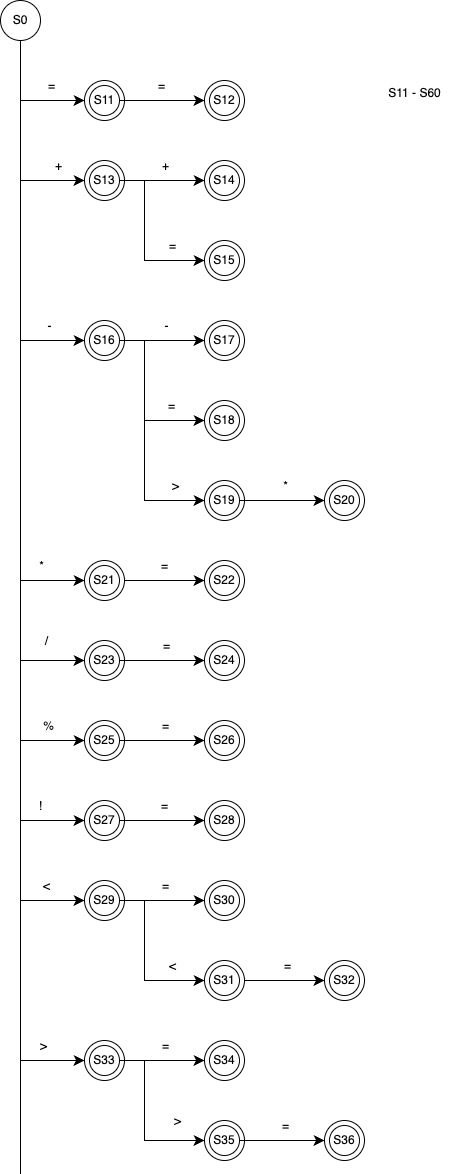 S0
= =
S11 S12 S11 - S60
+ +
S13 S14
=
S15
- -
S16 S17
=
S18
> *
S19 S20
* =
S21 S22
/ =
S23 S24
% =
S25 S26
! =
S27 S28
< =
S29 S30
< =
S31 S32
> =
S33 S34
> =
S35 S36